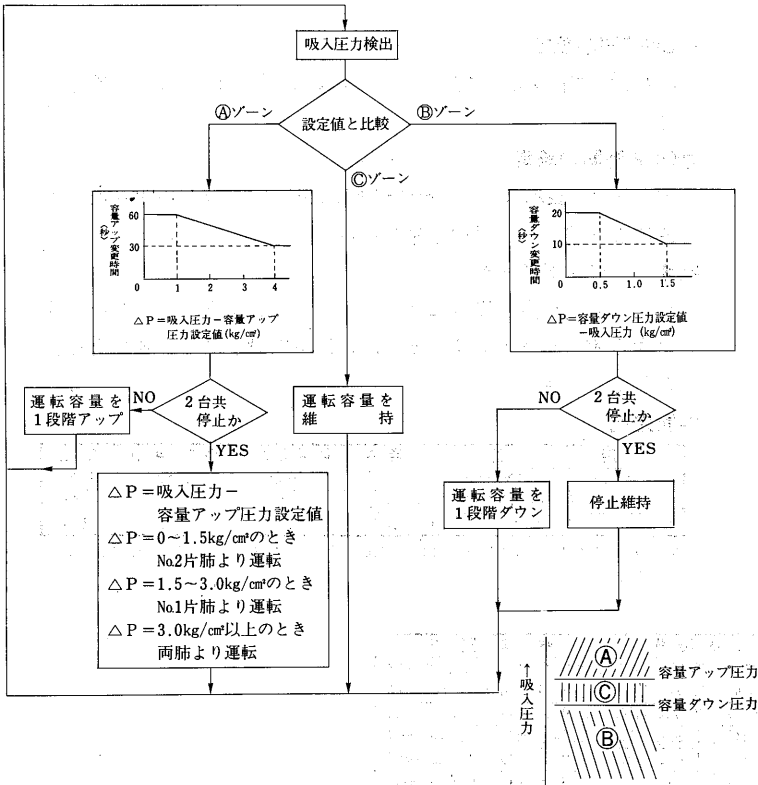 吸入圧力検出
設定値と比較
Ⓐゾーン
Ⓑゾーン
Ⓒゾーン
容量アップ変更時間
(秒)
60
30
0 1 2 3 4
△P=吸入圧力−容量アップ
圧力設定値(kg/cm²)
容量ダウン変更時間
(秒)
20
10
0 0.5 1.0 1.5
△P=容量ダウン圧力設定値
−吸入圧力 (kg/cm²)
運転容量を
1段階アップ
NO
2台共
停止か
YES
運転容量を
維持
NO
2台共
停止か
YES
△P=吸入圧力−
容量アップ圧力設定値
△P=0〜1.5kg/cm²のとき
No.2片肺より運転
△P=1.5〜3.0kg/cm²のとき
No.1片肺より運転
△P=3.0kg/cm²以上のとき
両肺より運転
運転容量を
1段階ダウン
停止維持
↑吸入圧力
Ⓐ
容量アップ圧力
Ⓒ
容量ダウン圧力
Ⓑ